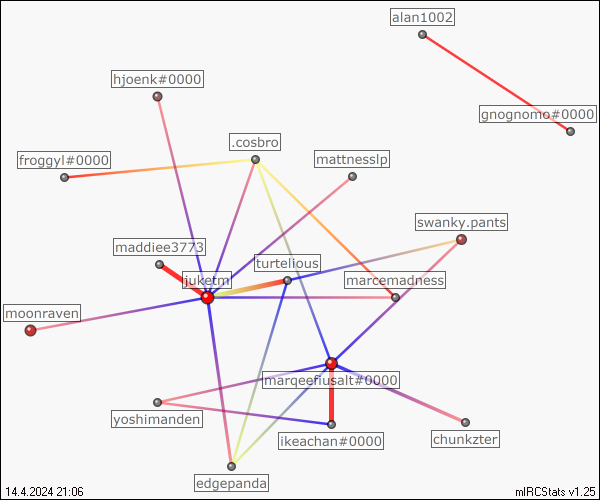 alan1002
hjoenk#0000
gnognomo#0000
.cosbro
froggyl#0000
mattnesslp
swanky.pants
maddiee3773
turtelious
juketm
marcemadness
moonraven
marqeefiusalt#0000
yoshimanden
ikeachan#0000
chunkzter
edgepanda
14.4.2024 21:06
mIRCStats v1.25